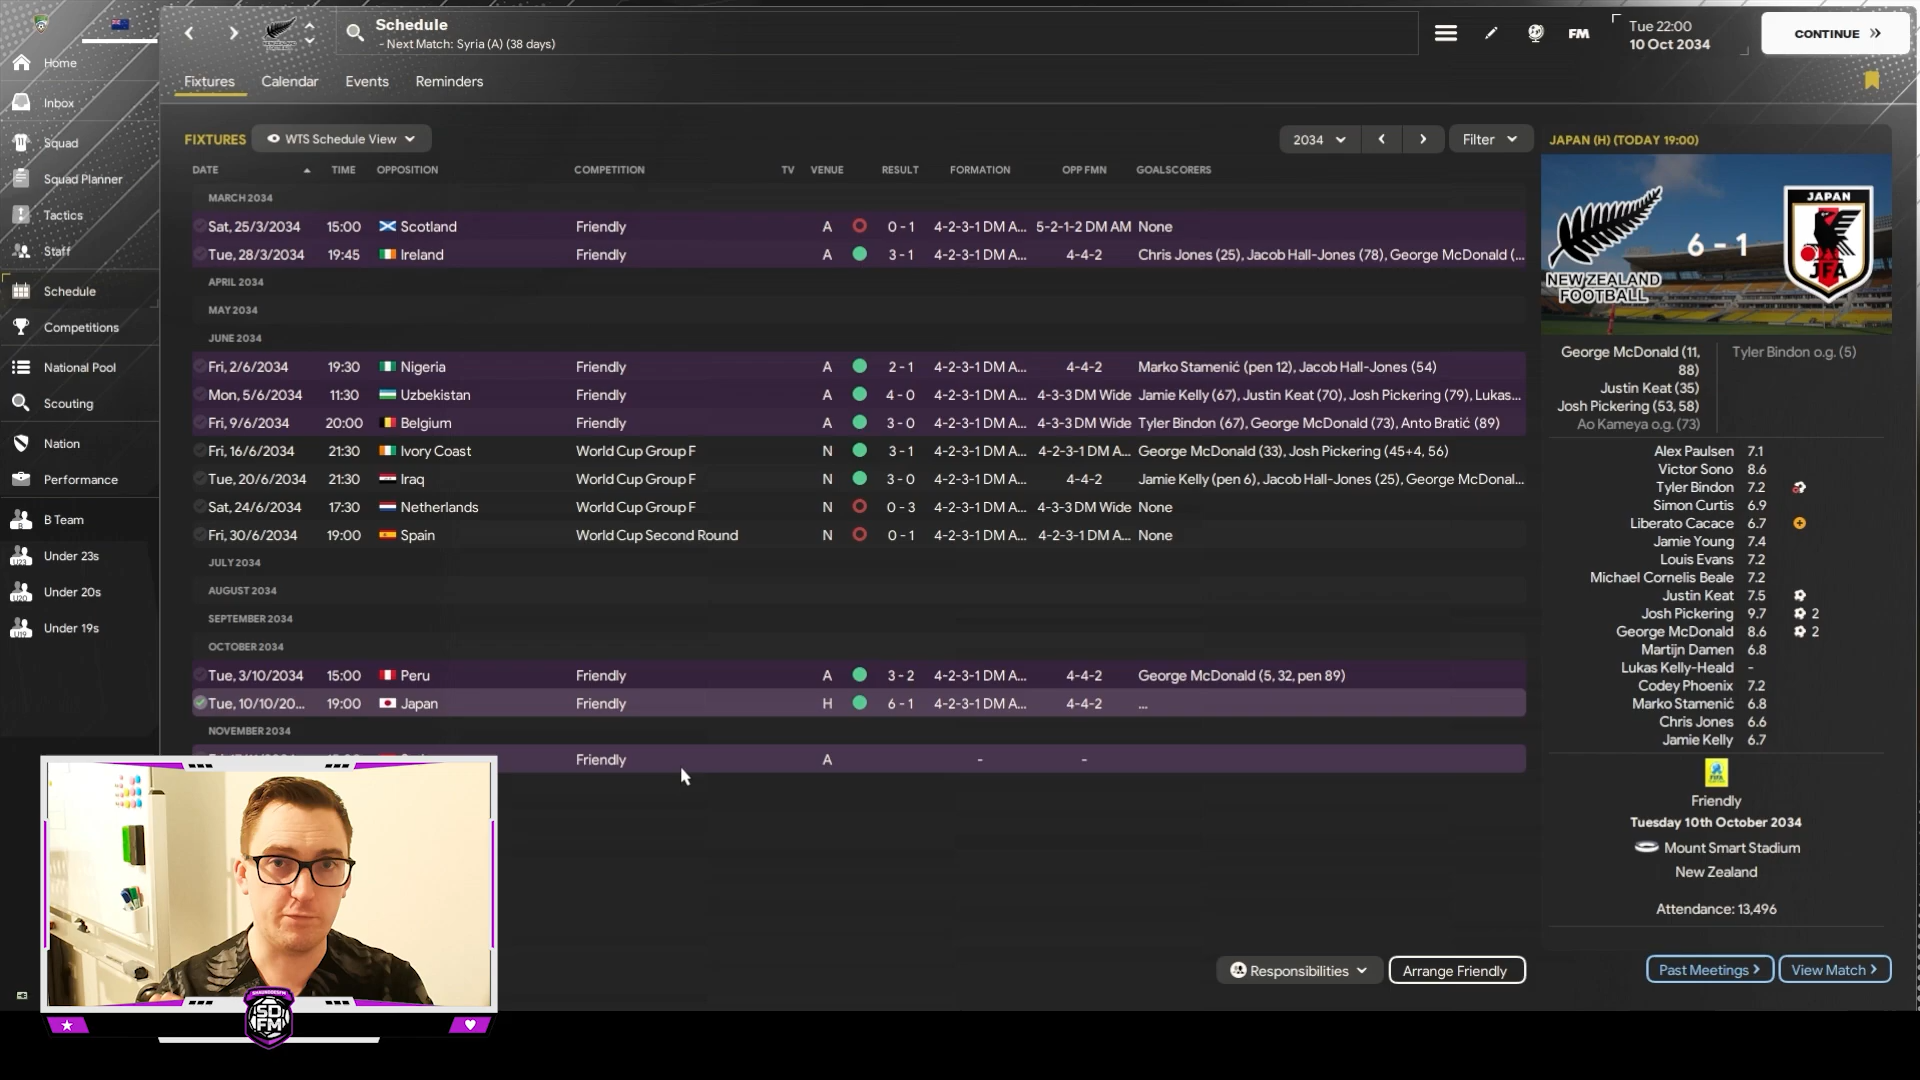 Schedule
- Next Match: Syria (A) (38 days)
FM
Tue 22:00
10 Oct 2034
CONTINUE
Home
Inbox
Squad
Squad Planner
Tactics
Staff
Schedule
Competitions
National Pool
Scouting
Nation
Performance
B
B Team
U23
Under 23s
U20
Under 20s
U19
Under 19s
Fixtures Calendar Events Reminders
FIXTURES WTS Schedule View 2034 Filter
DATE TIME OPPOSITION COMPETITION TV VENUE RESULT FORMATION OPP FMN GOALSCORERS
MARCH 2034
Sat, 25/3/2034 15:00 Scotland Friendly A 0 - 1 4-2-3-1 DM A... 5-2-1-2 DM AM None
Tue, 28/3/2034 19:45 Ireland Friendly A 3 - 1 4-2-3-1 DM A... 4-4-2 Chris Jones (25), Jacob Hall-Jones (78), George McDonald (...
APRIL 2034
MAY 2034
JUNE 2034
Fri, 2/6/2034 19:30 Nigeria Friendly A 2 - 1 4-2-3-1 DM A... 4-4-2 Marko Stamenić (pen 12), Jacob Hall-Jones (54)
Mon, 5/6/2034 11:30 Uzbekistan Friendly A 4 - 0 4-2-3-1 DM A... 4-3-3 DM Wide Jamie Kelly (67), Justin Keat (70), Josh Pickering (79), Lukas...
Fri, 9/6/2034 20:00 Belgium Friendly A 3 - 0 4-2-3-1 DM A... 4-3-3 DM Wide Tyler Bindon (67), George McDonald (73), Anto Bratić (89)
Fri, 16/6/2034 21:30 Ivory Coast World Cup Group F N 3 - 1 4-2-3-1 DM A... 4-2-3-1 DM A... George McDonald (33), Josh Pickering (45+4, 56)
Tue, 20/6/2034 21:30 Iraq World Cup Group F N 3 - 0 4-2-3-1 DM A... 4-4-2 Jamie Kelly (pen 6), Jacob Hall-Jones (25), George McDonal...
Sat, 24/6/2034 17:30 Netherlands World Cup Group F N 0 - 3 4-2-3-1 DM A... 4-3-3 DM Wide None
Fri, 30/6/2034 19:00 Spain World Cup Second Round N 0 - 1 4-2-3-1 DM A... 4-2-3-1 DM A... None
JULY 2034
AUGUST 2034
SEPTEMBER 2034
OCTOBER 2034
Tue, 3/10/2034 15:00 Peru Friendly A 3 - 2 4-2-3-1 DM A... 4-4-2 George McDonald (5, 32, pen 89)
Tue, 10/10/20... 19:00 Japan Friendly H 6 - 1 4-2-3-1 DM A... 4-4-2 ...
NOVEMBER 2034
Friendly A - -
Responsibilities Arrange Friendly
JAPAN (H) (TODAY 19:00)
NEW ZEALAND
FOOTBALL
6 - 1
JAPAN
JFA
George McDonald (11,
88)
Justin Keat (35)
Josh Pickering (53, 58)
Ao Kameya o.g. (73)
Tyler Bindon o.g. (5)
Alex Paulsen 7.1
Victor Sono 8.6
Tyler Bindon 7.2
Simon Curtis 6.9
Liberato Cacace 6.7
Jamie Young 7.4
Louis Evans 7.2
Michael Cornelis Beale 7.2
Justin Keat 7.5
Josh Pickering 9.7 2
George McDonald 8.6 2
Martijn Damen 6.8
Lukas Kelly-Heald -
Codey Phoenix 7.2
Marko Stamenić 6.8
Chris Jones 6.6
Jamie Kelly 6.7
Friendly
Tuesday 10th October 2034
Mount Smart Stadium
New Zealand
Attendance: 13,496
Past Meetings View Match
SD
FM